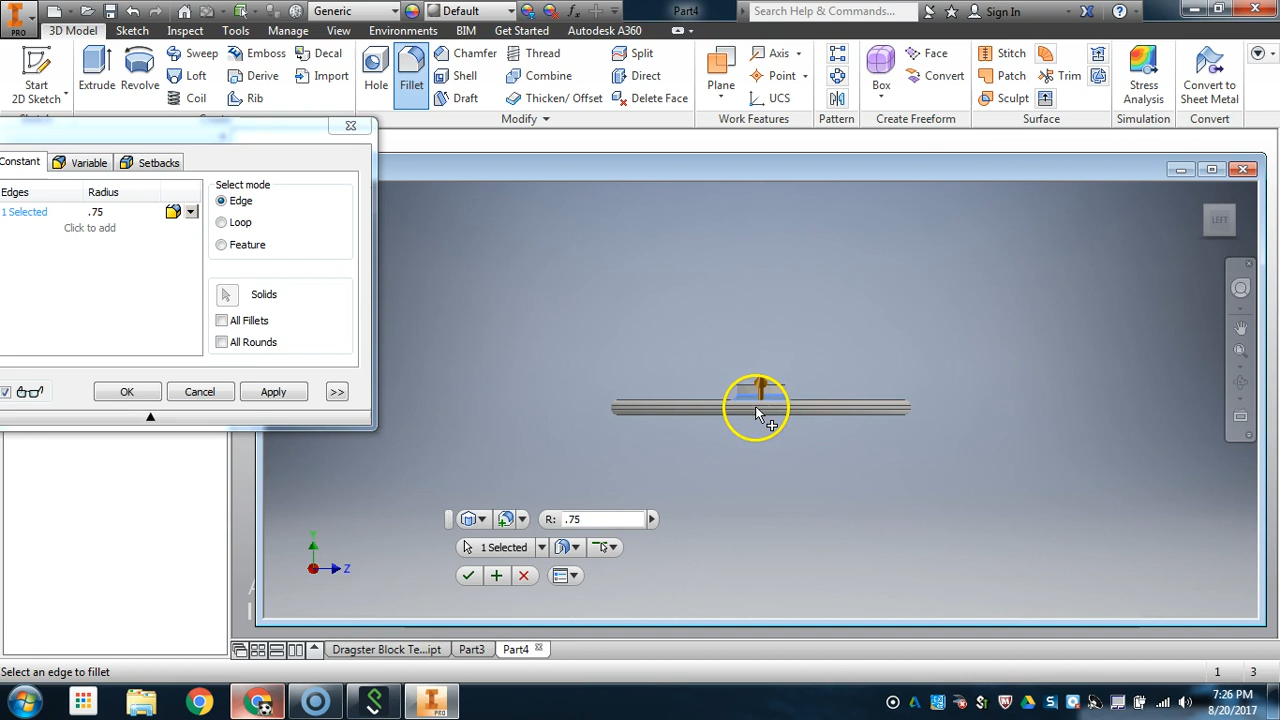 Generic
Default
Part4
Search Help & Commands...
Sign In
PRO
3D Model Sketch Inspect Tools Manage View Environments BIM Get Started Autodesk A360
Start
2D Sketch
Extrude
Revolve
Sweep
Loft
Coil
Emboss
Derive
Rib
Decal
Import
Hole
Fillet
Chamfer
Shell
Draft
Thread
Combine
Thicken/ Offset
Split
Direct
Delete Face
Plane
Axis
Point
UCS
Box
Face
Convert
Stitch
Patch
Sculpt
Trim
Stress
Analysis
Convert to
Sheet Metal
Modify
Work Features
Pattern
Create Freeform
Surface
Simulation
Convert
Constant
Variable
Setbacks
Edges Radius
1 Selected .75
Click to add
Select mode
Edge
Loop
Feature
Solids
All Fillets
All Rounds
OK Cancel Apply >>
LEFT
R: .75
1 Selected
Y
Z
Dragster Block Te...ipt Part3 Part4
Select an edge to fillet
1 3
PRO
7:26 PM
8/20/2017